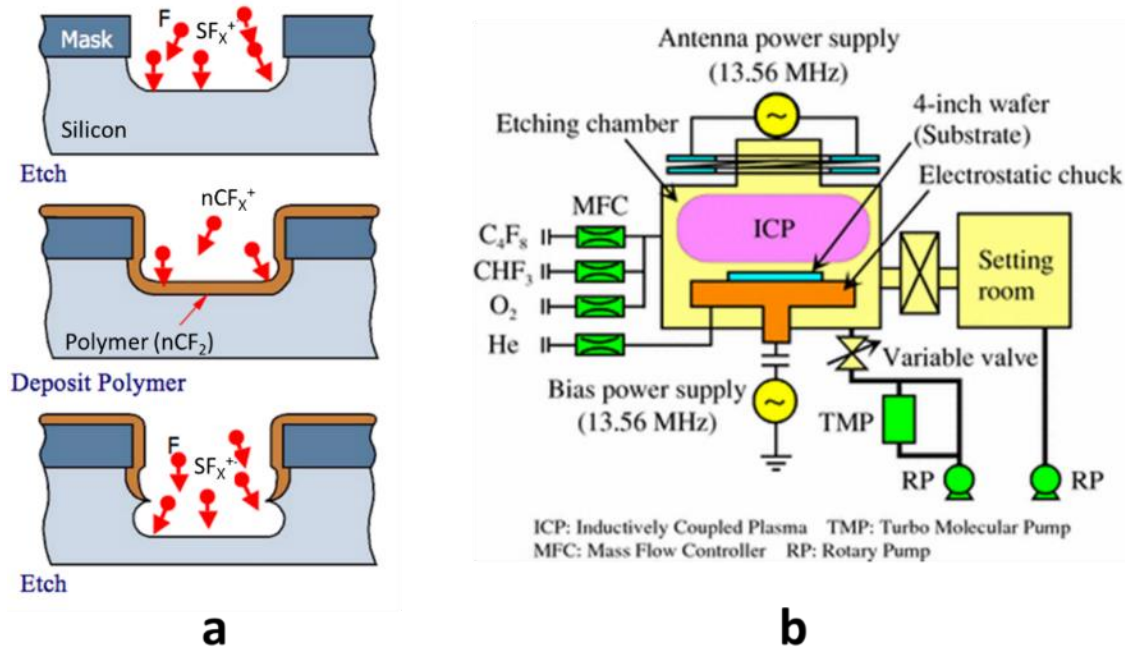 F
SFX+
Mask
Silicon
Etch
nCFX+
Polymer (nCF2)
Deposit Polymer
F
SFX+
Etch
a
Antenna power supply
(13.56 MHz)
4-inch wafer
(Substrate)
Etching chamber
Electrostatic chuck
MFC
ICP
C4F8
CHF3
O2
He
Setting
room
Variable valve
Bias power supply
(13.56 MHz)
TMP
RP
RP
ICP: Inductively Coupled Plasma TMP: Turbo Molecular Pump
MFC: Mass Flow Controller RP: Rotary Pump
b